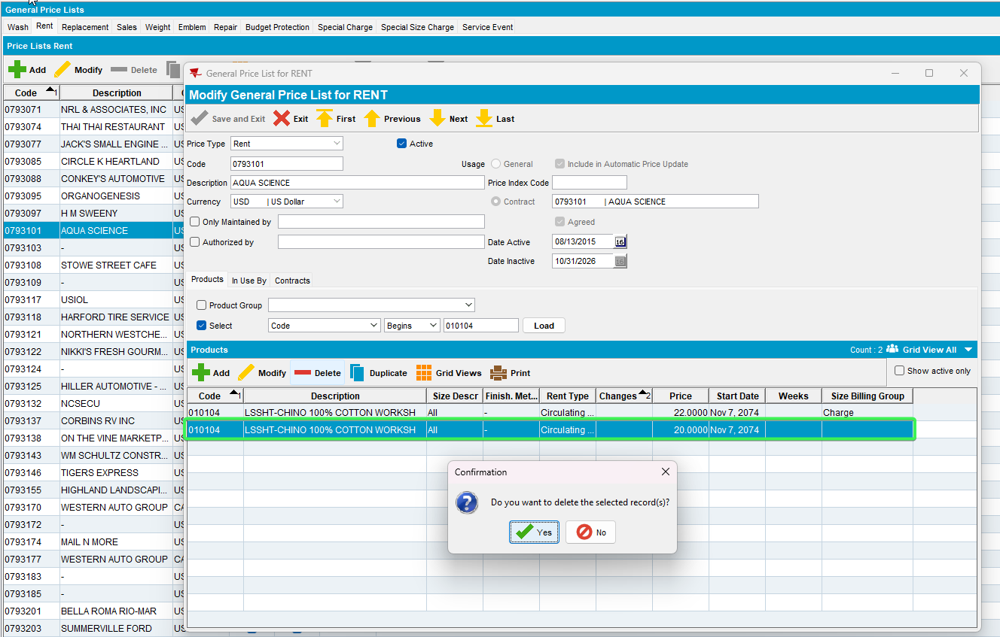 General Price Lists
Wash Rent Replacement Sales Weight Emblem Repair Budget Protection Special Charge Special Size Charge Service Event
Price Lists Rent
Add Modify Delete
Code 1 Description
0793071 NRL & ASSOCIATES, INC US
0793074 THAI THAI RESTAURANT US
0793077 JACK'S SMALL ENGINE ... US
0793085 CIRCLE K HEARTLAND US
0793088 CONKEY'S AUTOMOTIVE US
0793095 ORGANOGENESIS US
0793097 H M SWEENY US
0793101 AQUA SCIENCE US
0793103 - US
0793108 STOWE STREET CAFE US
0793109 - US
0793117 USIOL US
0793118 HARFORD TIRE SERVICE US
0793121 NORTHERN WESTCHE... US
0793122 NIKKI'S FRESH GOURM... US
0793124 - US
0793125 HILLER AUTOMOTIVE - ... US
0793132 NCSECU US
0793137 CORBINS RV INC US
0793138 ON THE VINE MARKETP... US
0793143 WM SCHULTZ CONSTR... US
0793146 TIGERS EXPRESS US
0793155 HIGHLAND LANDSCAPI... US
0793170 WESTERN AUTO GROUP CA
0793172 - US
0793174 MAIL N MORE US
0793177 WESTERN AUTO GROUP CA
0793183 - US
0793185 - US
0793201 BELLA ROMA RIO-MAR US
0793203 SUMMERVILLE FORD US
General Price List for RENT
Modify General Price List for RENT
Save and Exit Exit First Previous Next Last
Price Type Rent Active
Code 0793101 Usage General Include in Automatic Price Update
Description AQUA SCIENCE Price Index Code
Currency USD | US Dollar Contract 0793101 | AQUA SCIENCE
Only Maintained by Agreed
Authorized by Date Active 08/13/2015 16
Date Inactive 10/31/2026 16
Products In Use By Contracts
Product Group
Select Code Begins 010104 Load
Products Count : 2 Grid View All
Add Modify Delete Duplicate Grid Views Print Show active only
Code 1 Description Size Descr Finish. Met... Rent Type Changes 2 Price Start Date Weeks Size Billing Group
010104 LSSHT-CHINO 100% COTTON WORKSH All - Circulating ... 22.0000 Nov 7, 2074 Charge
010104 LSSHT-CHINO 100% COTTON WORKSH All - Circulating ... 20.0000 Nov 7, 2074
Confirmation
Do you want to delete the selected record(s)?
Yes No